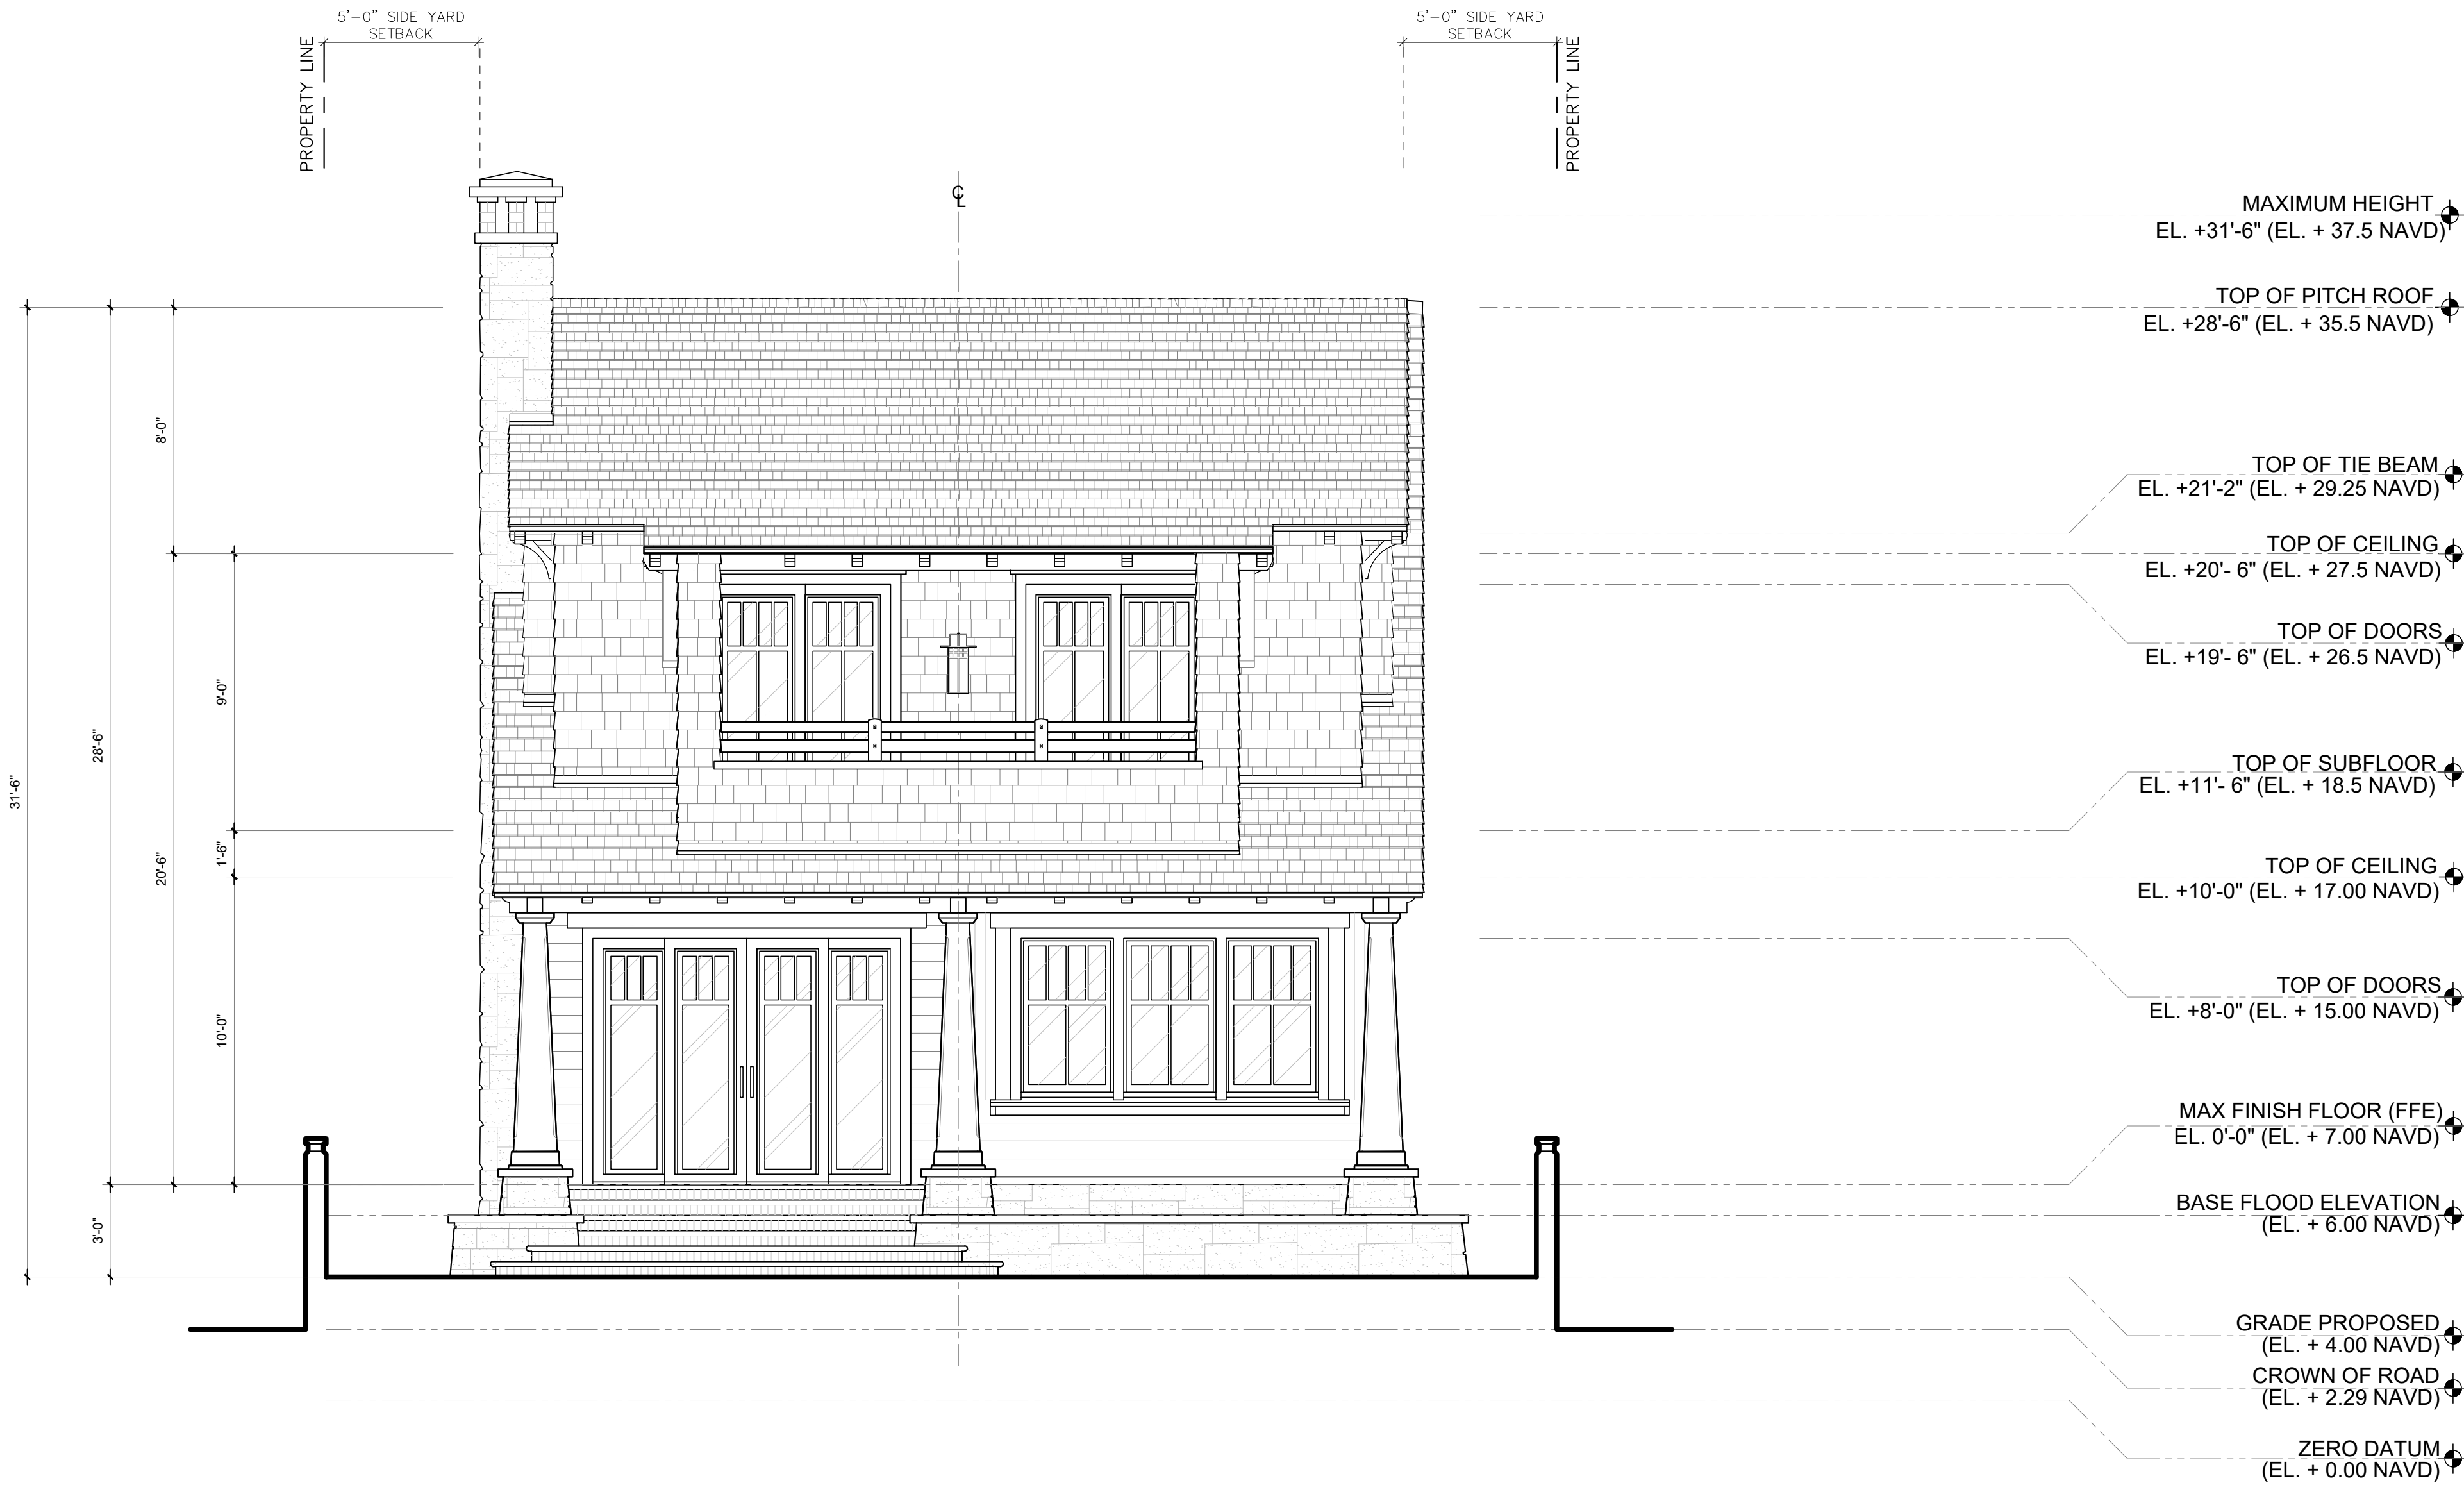 5'-0" SIDE YARD
SETBACK
5'-0" SIDE YARD
SETBACK
PROPERTY LINE
PROPERTY LINE
℄
MAXIMUM HEIGHT
EL. +31'-6" (EL. + 37.5 NAVD)
TOP OF PITCH ROOF
EL. +28'-6" (EL. + 35.5 NAVD)
TOP OF TIE BEAM
EL. +21'-2" (EL. + 29.25 NAVD)
TOP OF CEILING
EL. +20'- 6" (EL. + 27.5 NAVD)
TOP OF DOORS
EL. +19'- 6" (EL. + 26.5 NAVD)
TOP OF SUBFLOOR
EL. +11'- 6" (EL. + 18.5 NAVD)
TOP OF CEILING
EL. +10'-0" (EL. + 17.00 NAVD)
TOP OF DOORS
EL. +8'-0" (EL. + 15.00 NAVD)
MAX FINISH FLOOR (FFE)
EL. 0'-0" (EL. + 7.00 NAVD)
BASE FLOOD ELEVATION
(EL. + 6.00 NAVD)
GRADE PROPOSED
(EL. + 4.00 NAVD)
CROWN OF ROAD
(EL. + 2.29 NAVD)
ZERO DATUM
(EL. + 0.00 NAVD)
31'-6"
28'-6"
3'-0"
8'-0"
20'-6"
9'-0"
1'-6"
10'-0"